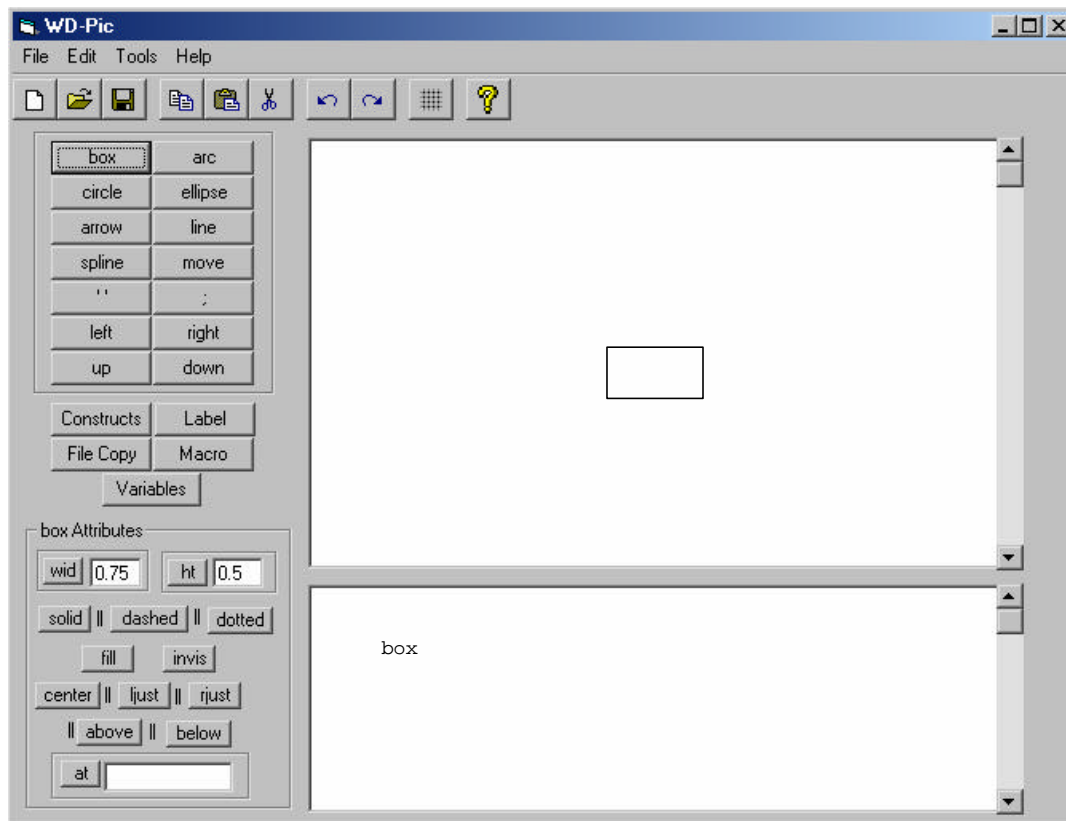 WD-Pic
File Edit Tools Help
box arc
circle ellipse
arrow line
spline move
' ' ;
left right
up down
Constructs Label
File Copy Macro
Variables
box Attributes
wid 0.75 ht 0.5
solid || dashed || dotted
fill invis
center || ljust || rjust
|| above || below
at
box